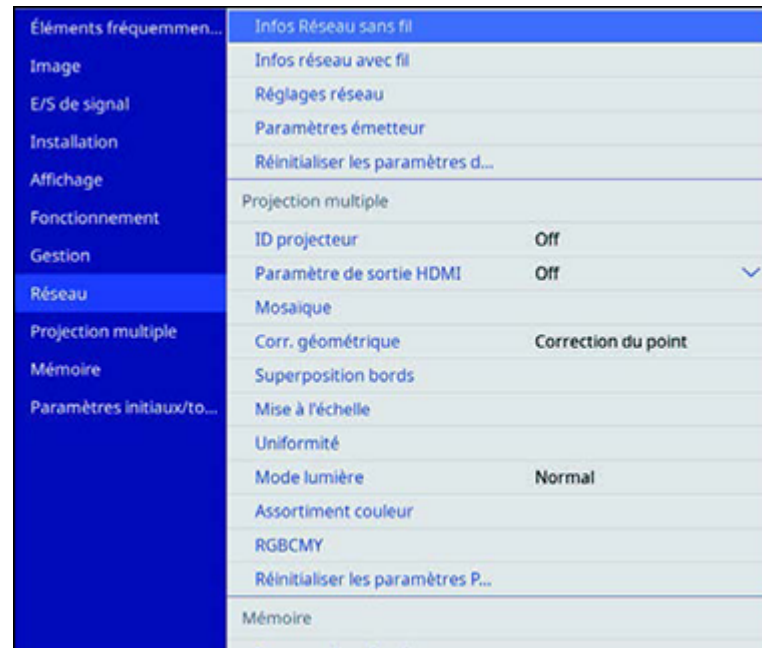 Éléments fréquemmen...
Image
E/S de signal
Installation
Affichage
Fonctionnement
Gestion
Réseau
Projection multiple
Mémoire
Paramètres initiaux/to...
Infos Réseau sans fil
Infos réseau avec fil
Réglages réseau
Paramètres émetteur
Réinitialiser les paramètres d...
Projection multiple
ID projecteur Off
Paramètre de sortie HDMI Off
Mosaïque
Corr. géométrique Correction du point
Superposition bords
Mise à l'échelle
Uniformité
Mode lumière Normal
Assortiment couleur
RGBCMY
Réinitialiser les paramètres P...
Mémoire